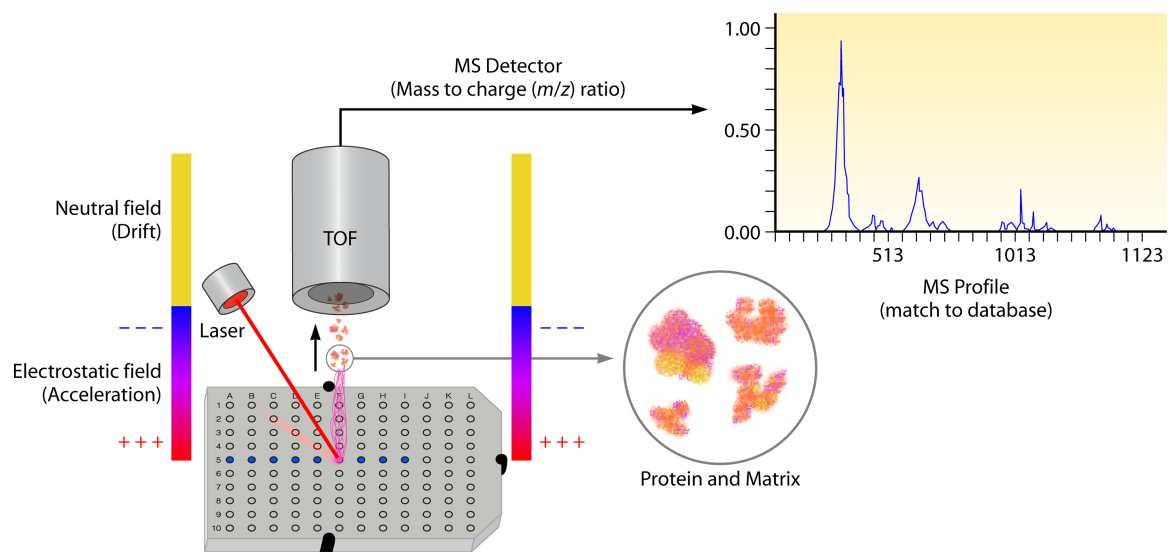 MS Detector
(Mass to charge (m/z) ratio)
1.00
0.50
0.00
513 1013 1123
MS Profile
(match to database)
Neutral field
(Drift)
TOF
Laser
− − −
− − −
Electrostatic field
(Acceleration)
+ + +
+ + +
A B C D E F G H I J K L
1
2
3
4
5
6
7
8
9
10
Protein and Matrix